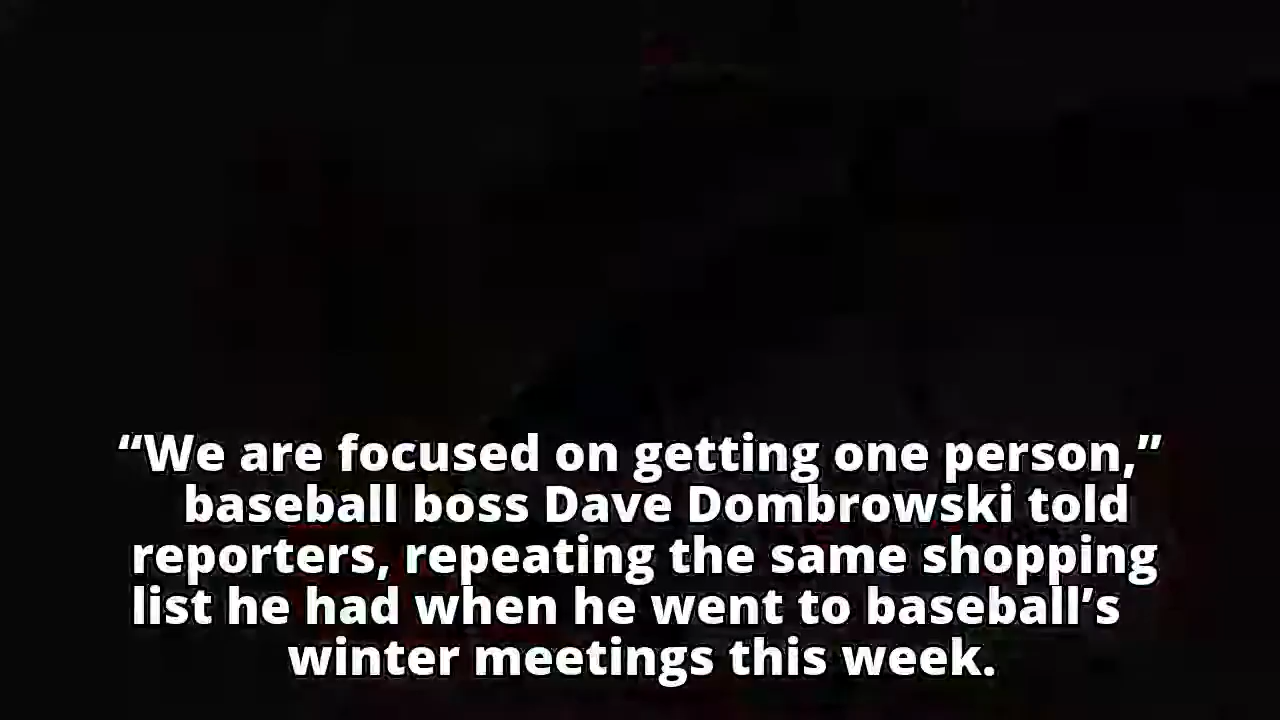 “We are focused on getting one person,”
baseball boss Dave Dombrowski told
reporters, repeating the same shopping
list he had when he went to baseball’s
winter meetings this week.